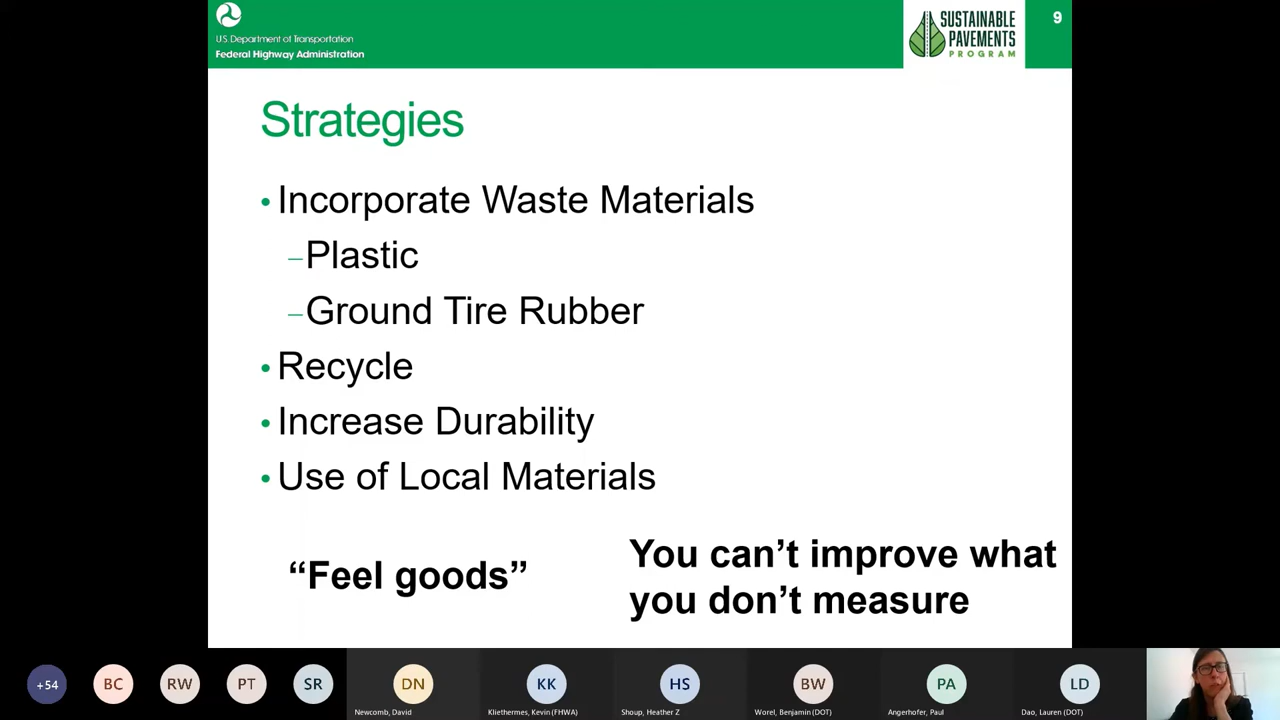 U.S. Department of Transportation
Federal Highway Administration
SUSTAINABLE
PAVEMENTS
PROGRAM
9
Strategies
• Incorporate Waste Materials
–Plastic
–Ground Tire Rubber
• Recycle
• Increase Durability
• Use of Local Materials
“Feel goods”
You can’t improve what
you don’t measure
+54
BC
RW
PT
SR
DN
KK
HS
BW
PA
LD
Newcomb, David
Kliethermes, Kevin (FHWA)
Shoup, Heather Z
Worel, Benjamin (DOT)
Angerhofer, Paul
Dao, Lauren (DOT)